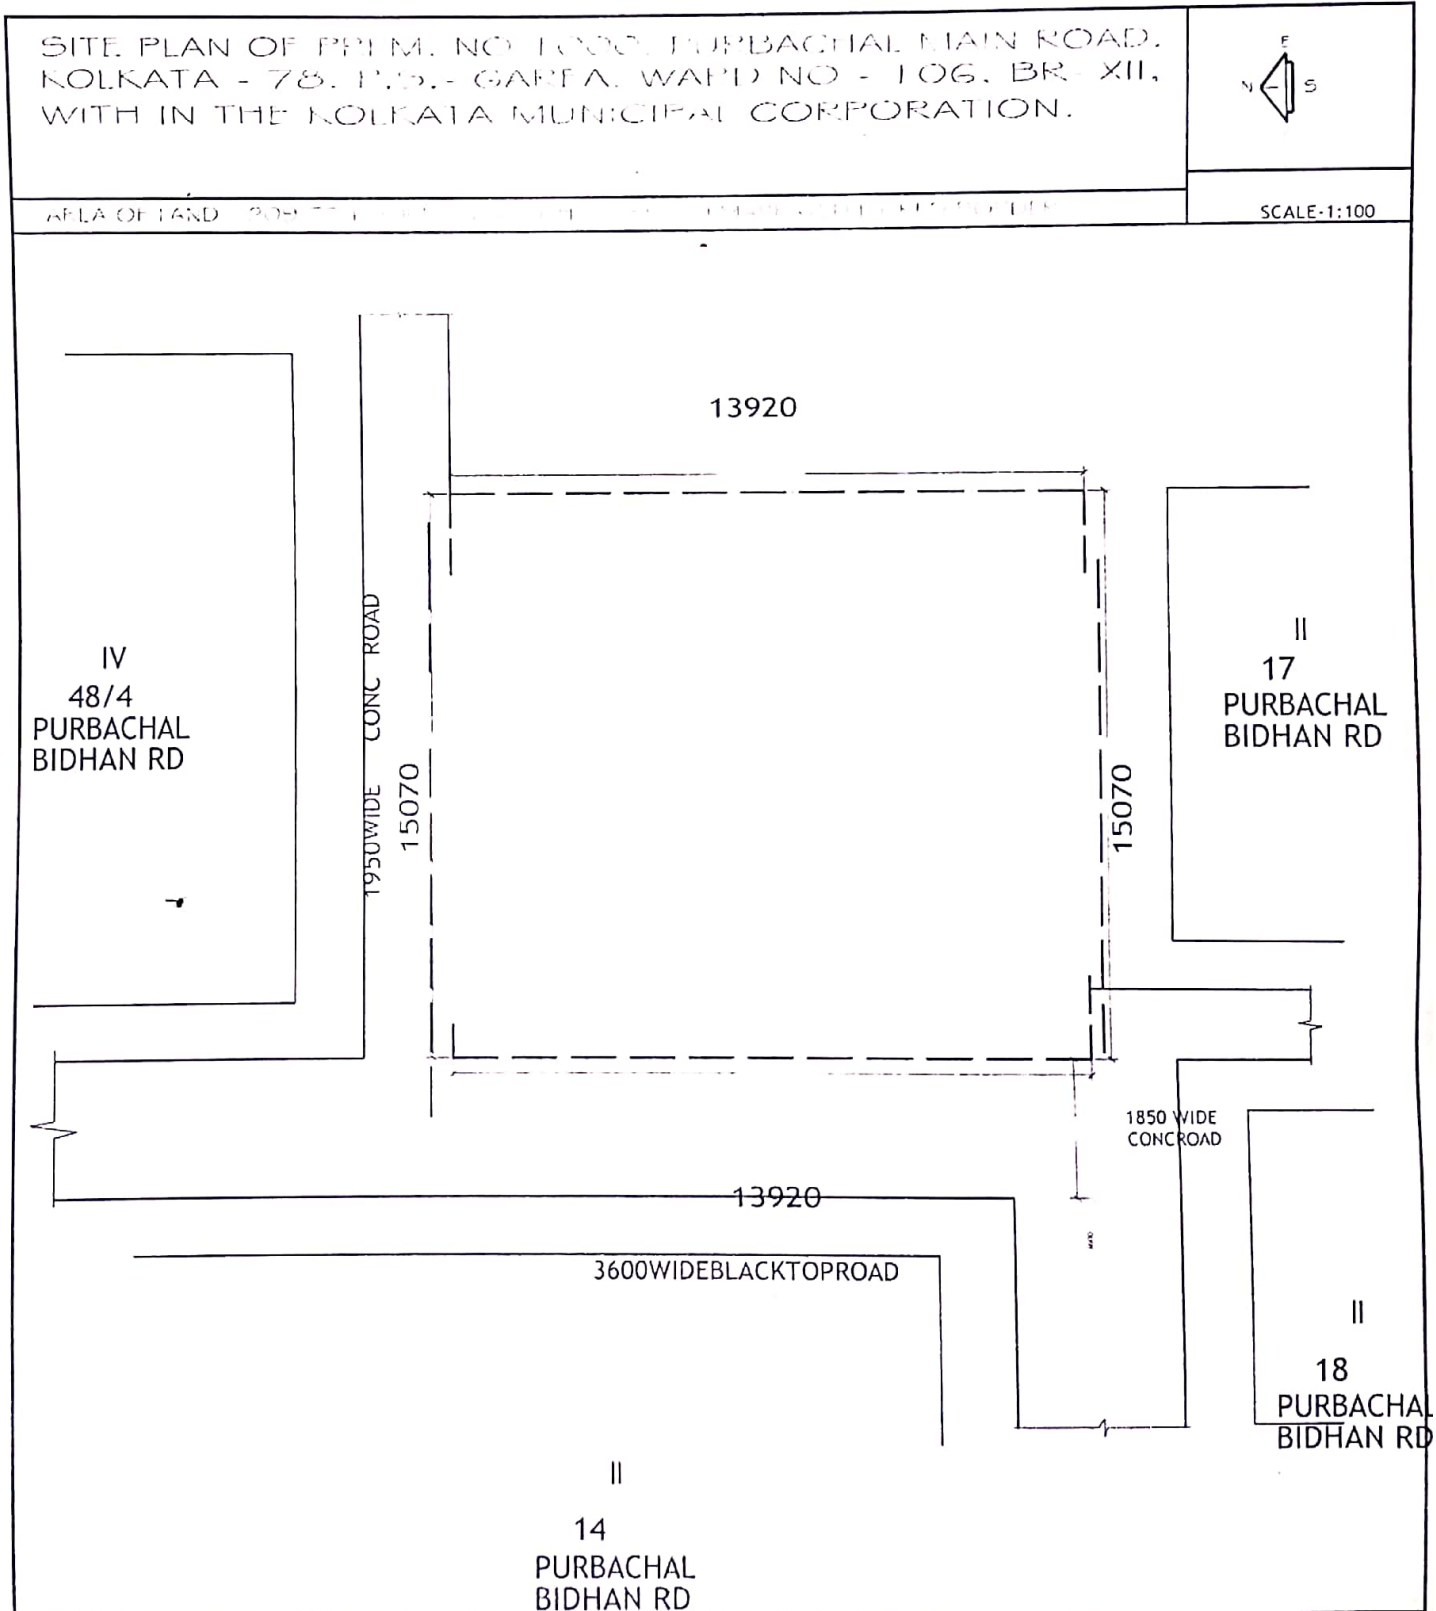 SITE PLAN OF NO PURBACHAL MAIN ROAD.
KOLKATA - 78. P.S.- GARFA. WARD NO - 106. BR- XII,
WITH IN THE KOLKATA MUNICIPAL CORPORATION.
E
N S
AREA OF LAND
SCALE-1:100
13920
IV
48/4
PURBACHAL
BIDHAN RD
1950WIDE CONC ROAD
15070
15070
II
17
PURBACHAL
BIDHAN RD
1850 WIDE
CONCROAD
13920
3600WIDEBLACKTOPROAD
II
18
PURBACHAL
BIDHAN RD
II
14
PURBACHAL
BIDHAN RD